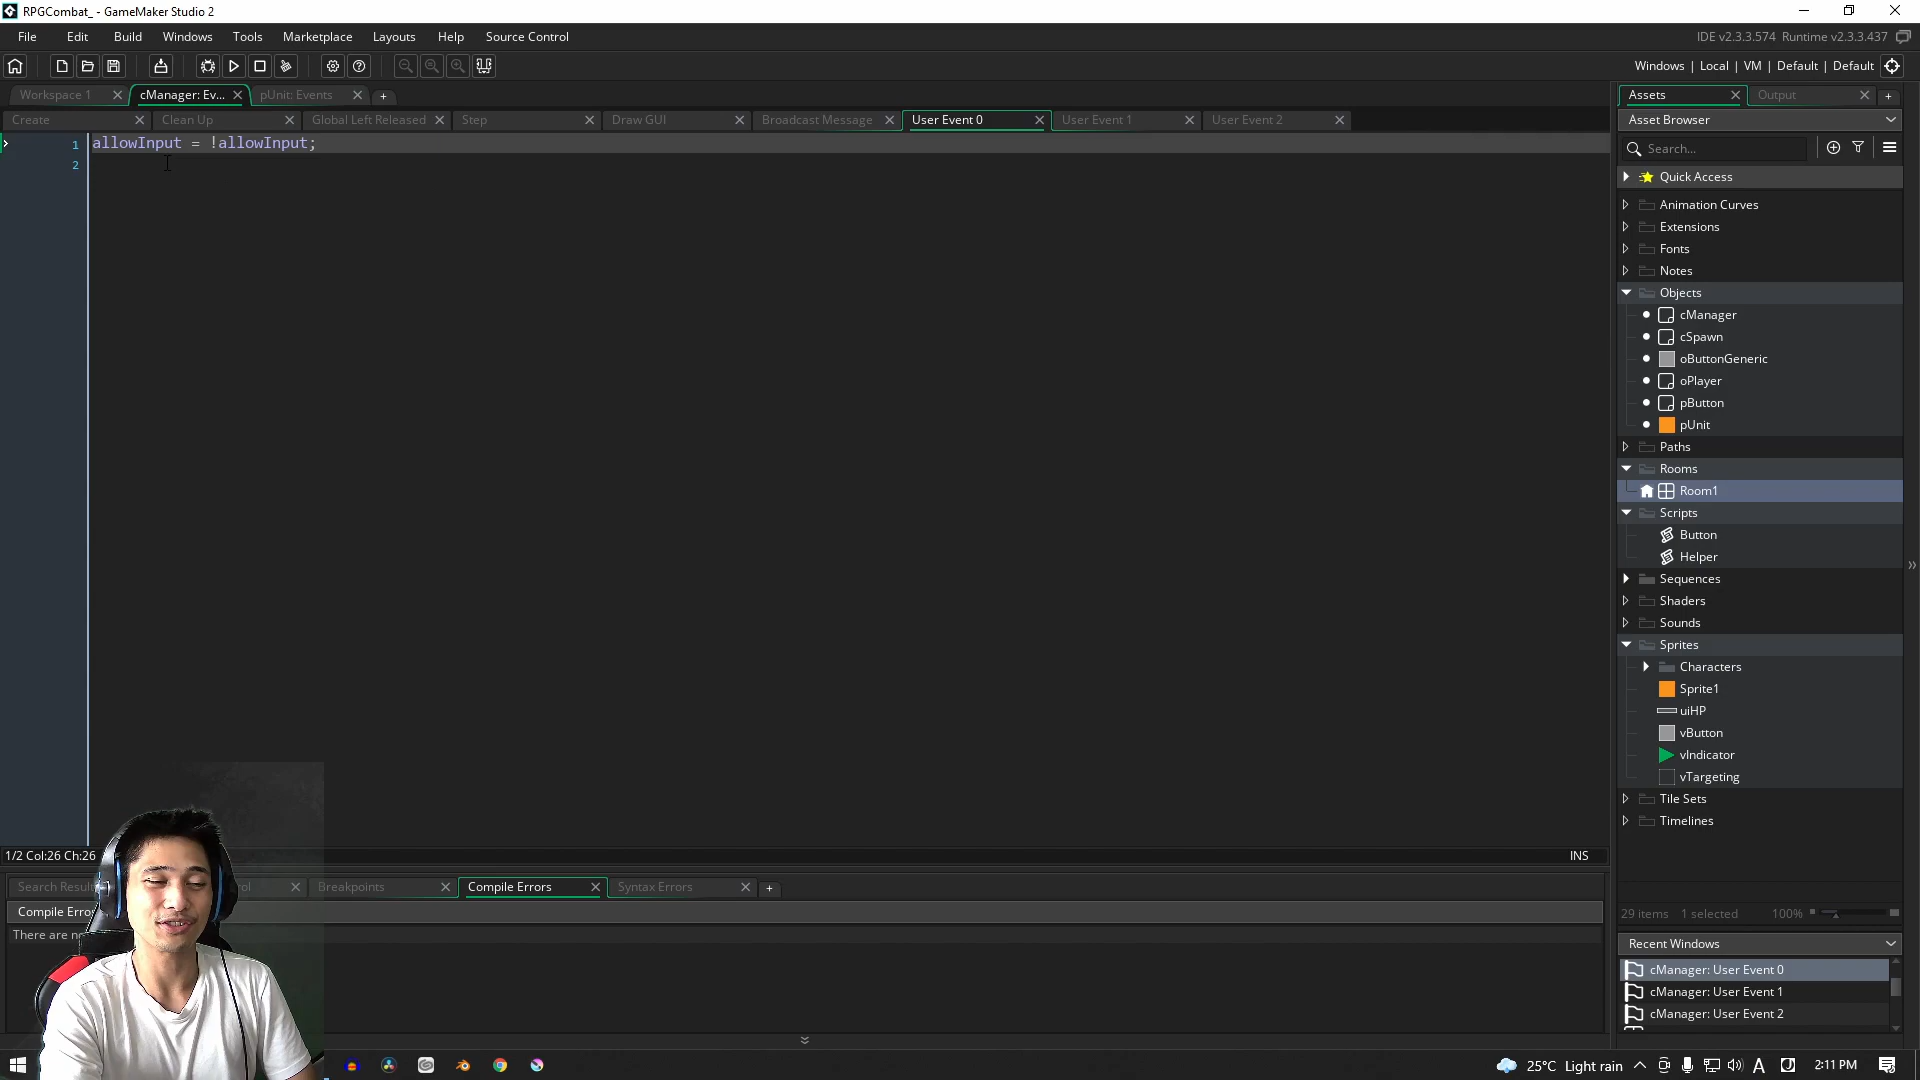 RPGCombat_ - GameMaker Studio 2
File Edit Build Windows Tools Marketplace Layouts Help Source Control
IDE v2.3.3.574 Runtime v2.3.3.437
Windows | Local | VM | Default | Default
Workspace 1 cManager: Ev... pUnit: Events
Create Clean Up Global Left Released Step Draw GUI Broadcast Message User Event 0 User Event 1 User Event 2
1 allowInput = !allowInput;
2
1/2 Col:26 Ch:26
INS
Search Breakpoints Compile Errors Syntax Errors
Compile
There are
Assets Output
Asset Browser
Search...
Quick Access
Animation Curves
Extensions
Fonts
Notes
Objects
cManager
cSpawn
oButtonGeneric
oPlayer
pButton
pUnit
Paths
Rooms
Room1
Scripts
Button
Helper
Sequences
Shaders
Sounds
Sprites
Characters
Sprite1
uiHP
vButton
vIndicator
vTargeting
Tile Sets
Timelines
29 items 1 selected 100%
Recent Windows
cManager: User Event 0
cManager: User Event 1
cManager: User Event 2
25°C Light rain A 2:11 PM